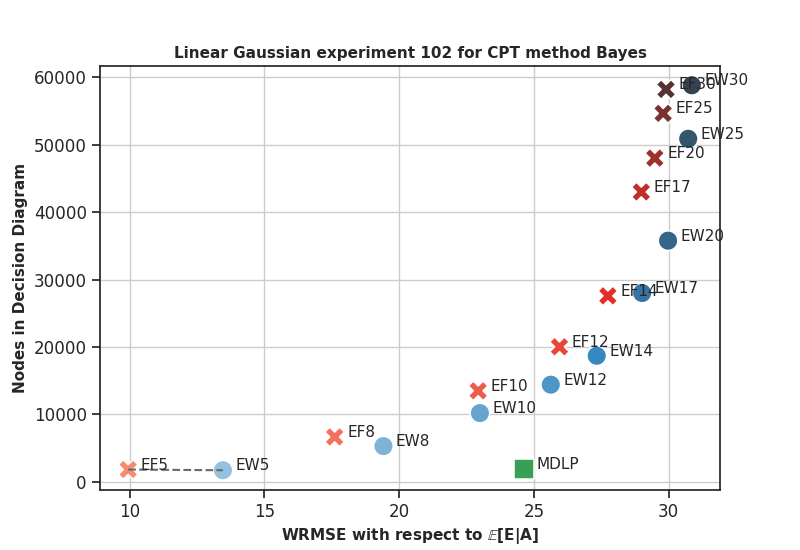 Linear Gaussian experiment 102 for CPT method Bayes
Nodes in Decision Diagram
60000
50000
40000
30000
20000
10000
0
EF30
EW30
EF25
EW25
EF20
EF17
EW20
EF14
EW17
EF12
EW14
EW12
EF10
EW10
EF8
EW8
EF5
EW5
MDLP
10
15
20
25
30
WRMSE with respect to 𝔼[E|A]